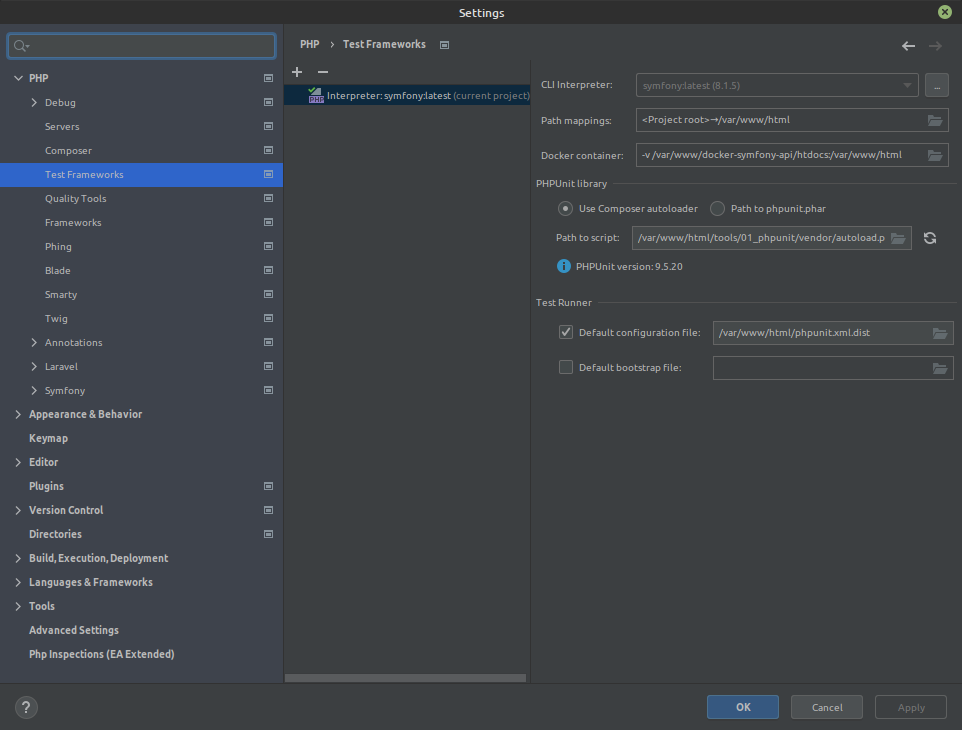 Settings
PHP
Debug
Servers
Composer
Test Frameworks
Quality Tools
Frameworks
Phing
Blade
Smarty
Twig
Annotations
Laravel
Symfony
Appearance & Behavior
Keymap
Editor
Plugins
Version Control
Directories
Build, Execution, Deployment
Languages & Frameworks
Tools
Advanced Settings
Php Inspections (EA Extended)
PHP › Test Frameworks
PHP Interpreter: symfony:latest (current project)
CLI Interpreter: symfony:latest (8.1.5) ...
Path mappings: <Project root>→/var/www/html
Docker container: -v /var/www/docker-symfony-api/htdocs:/var/www/html
PHPUnit library
Use Composer autoloader Path to phpunit.phar
Path to script: /var/www/html/tools/01_phpunit/vendor/autoload.p
PHPUnit version: 9.5.20
Test Runner
Default configuration file: /var/www/html/phpunit.xml.dist
Default bootstrap file:
? OK Cancel Apply